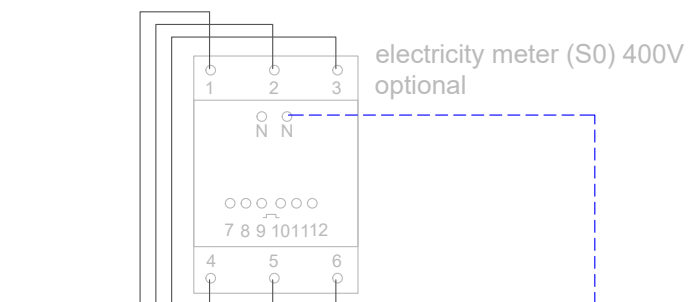 electricity meter (S0) 400V
optional
1 2 3
N N
7 8 9 10 11 12
4 5 6